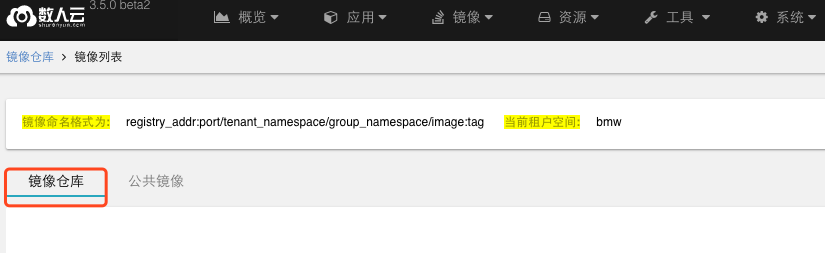 数人云 3.5.0 beta2 概览 应用 镜像 资源 工具 系统
shurenyun.com
镜像仓库 > 镜像列表
镜像命名格式为: registry_addr:port/tenant_namespace/group_namespace/image:tag 当前租户空间: bmw
镜像仓库 公共镜像